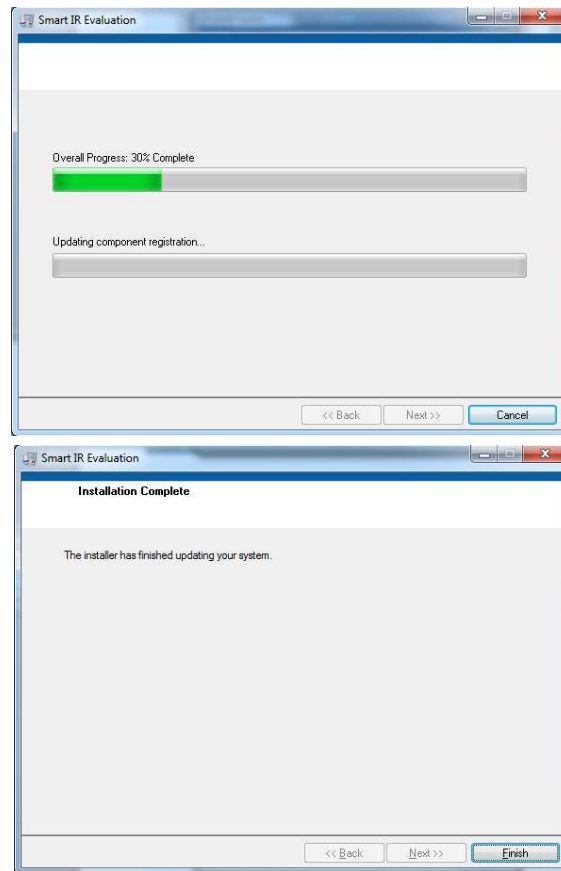 Smart IR Evaluation
Overall Progress: 30% Complete
Updating component registration...
<< Back Next >> Cancel
Smart IR Evaluation
Installation Complete
The installer has finished updating your system.
<< Back Next >> Finish